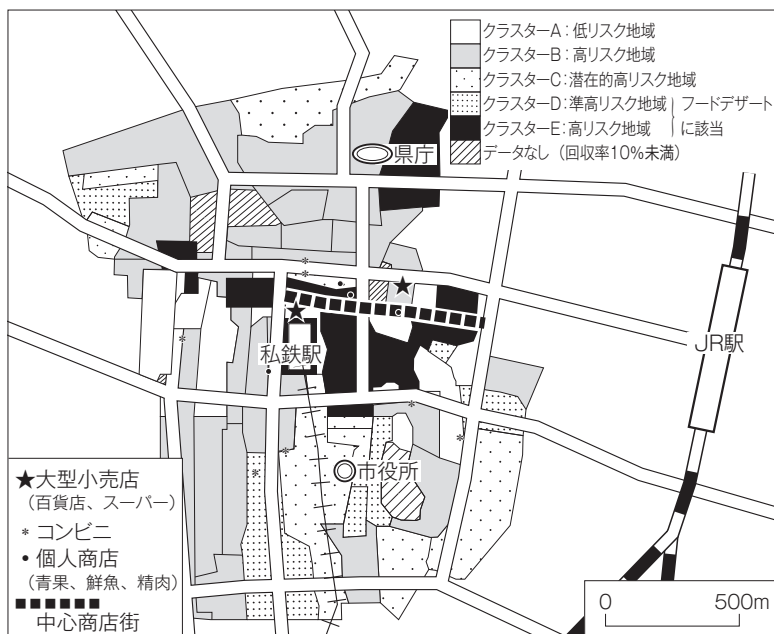 クラスターA：低リスク地域
クラスターB：高リスク地域
クラスターC：潜在的高リスク地域
クラスターD：準高リスク地域
クラスターE：高リスク地域
フードデザート
に該当
データなし（回収率10％未満）
県庁
私鉄駅
JR駅
市役所
★大型小売店
（百貨店、スーパー）
* コンビニ
• 個人商店
（青果、鮮魚、精肉）
中心商店街
0 500m